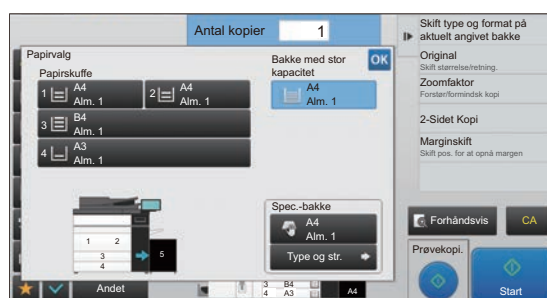 Antal kopier 1
Papirvalg
Papirskuffe
Bakke med stor
kapacitet
OK
1 A4
Alm. 1
2 A4
Alm. 1
A4
Alm. 1
3 B4
Alm. 1
4 A3
Alm. 1
Spec.-bakke
A4
Alm. 1
Type og str.
1 2
3
4
5
Skift type og format på
aktuelt angivet bakke
Original
Skift størrelse/retning.
Zoomfaktor
Forstør/formindsk kopi
2-Sidet Kopi
Marginskift
Skift pos. for at opnå margen
Forhåndsvis
CA
Prøvekopi.
Start
Andet
3 B4
4 A3
A4